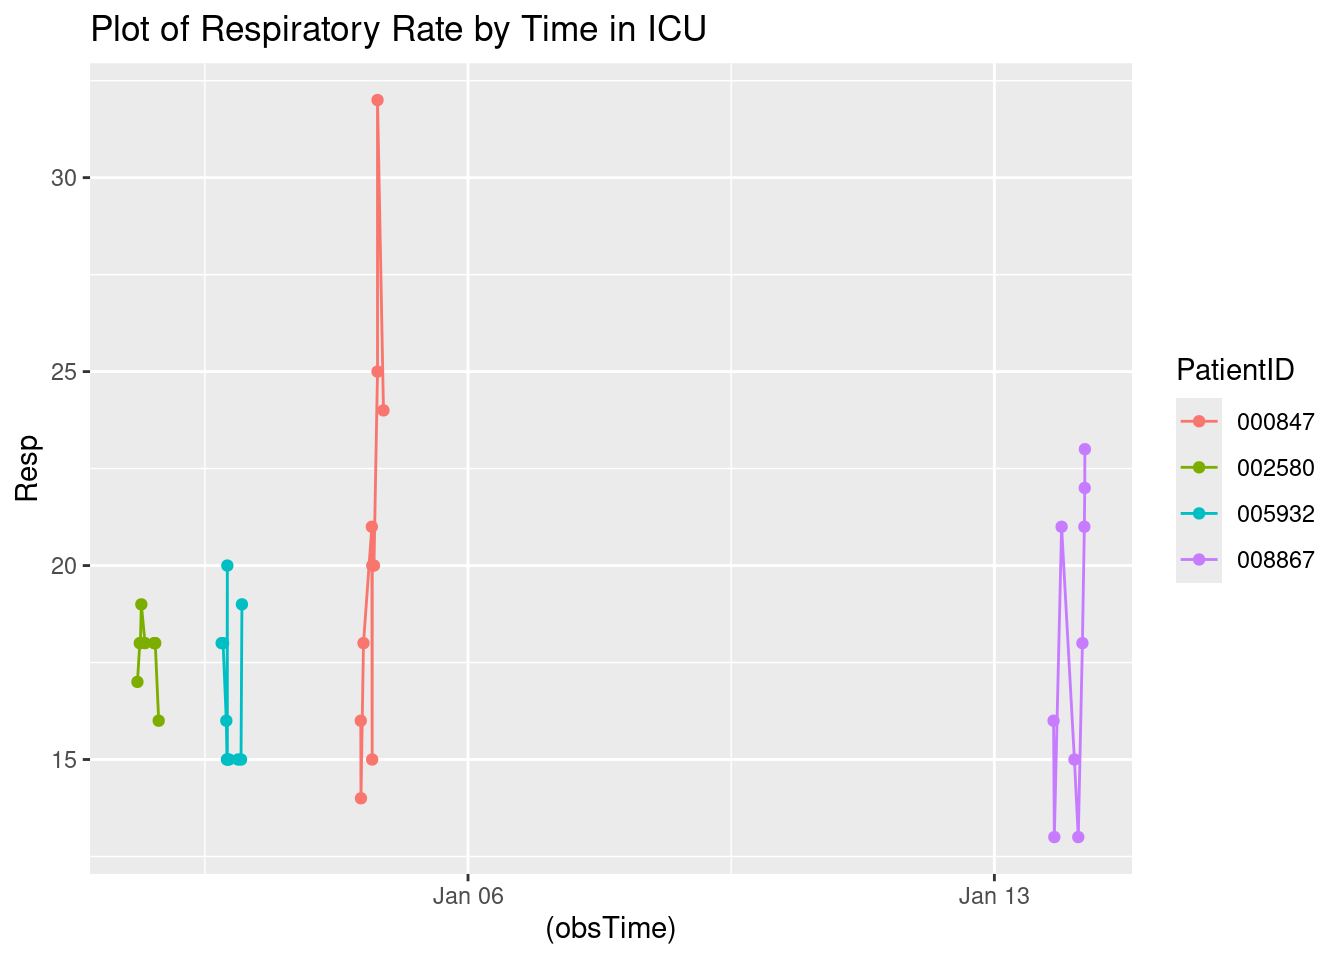 Plot of Respiratory Rate by Time in ICU
30
25
20
15
Resp
Jan 06
Jan 13
(obsTime)
PatientID
000847
002580
005932
008867